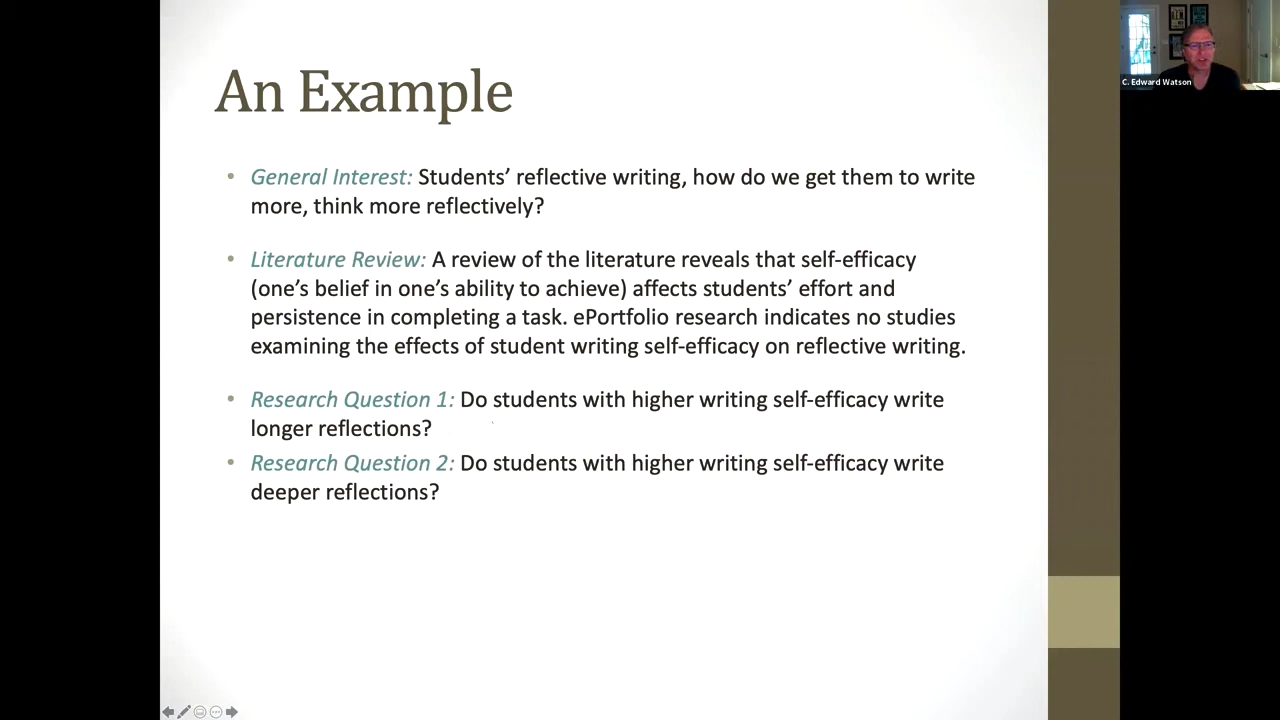 An Example
• General Interest: Students’ reflective writing, how do we get them to write
more, think more reflectively?
• Literature Review: A review of the literature reveals that self-efficacy
(one’s belief in one’s ability to achieve) affects students’ effort and
persistence in completing a task. ePortfolio research indicates no studies
examining the effects of student writing self-efficacy on reflective writing.
• Research Question 1: Do students with higher writing self-efficacy write
longer reflections?
• Research Question 2: Do students with higher writing self-efficacy write
deeper reflections?
C. Edward Watson